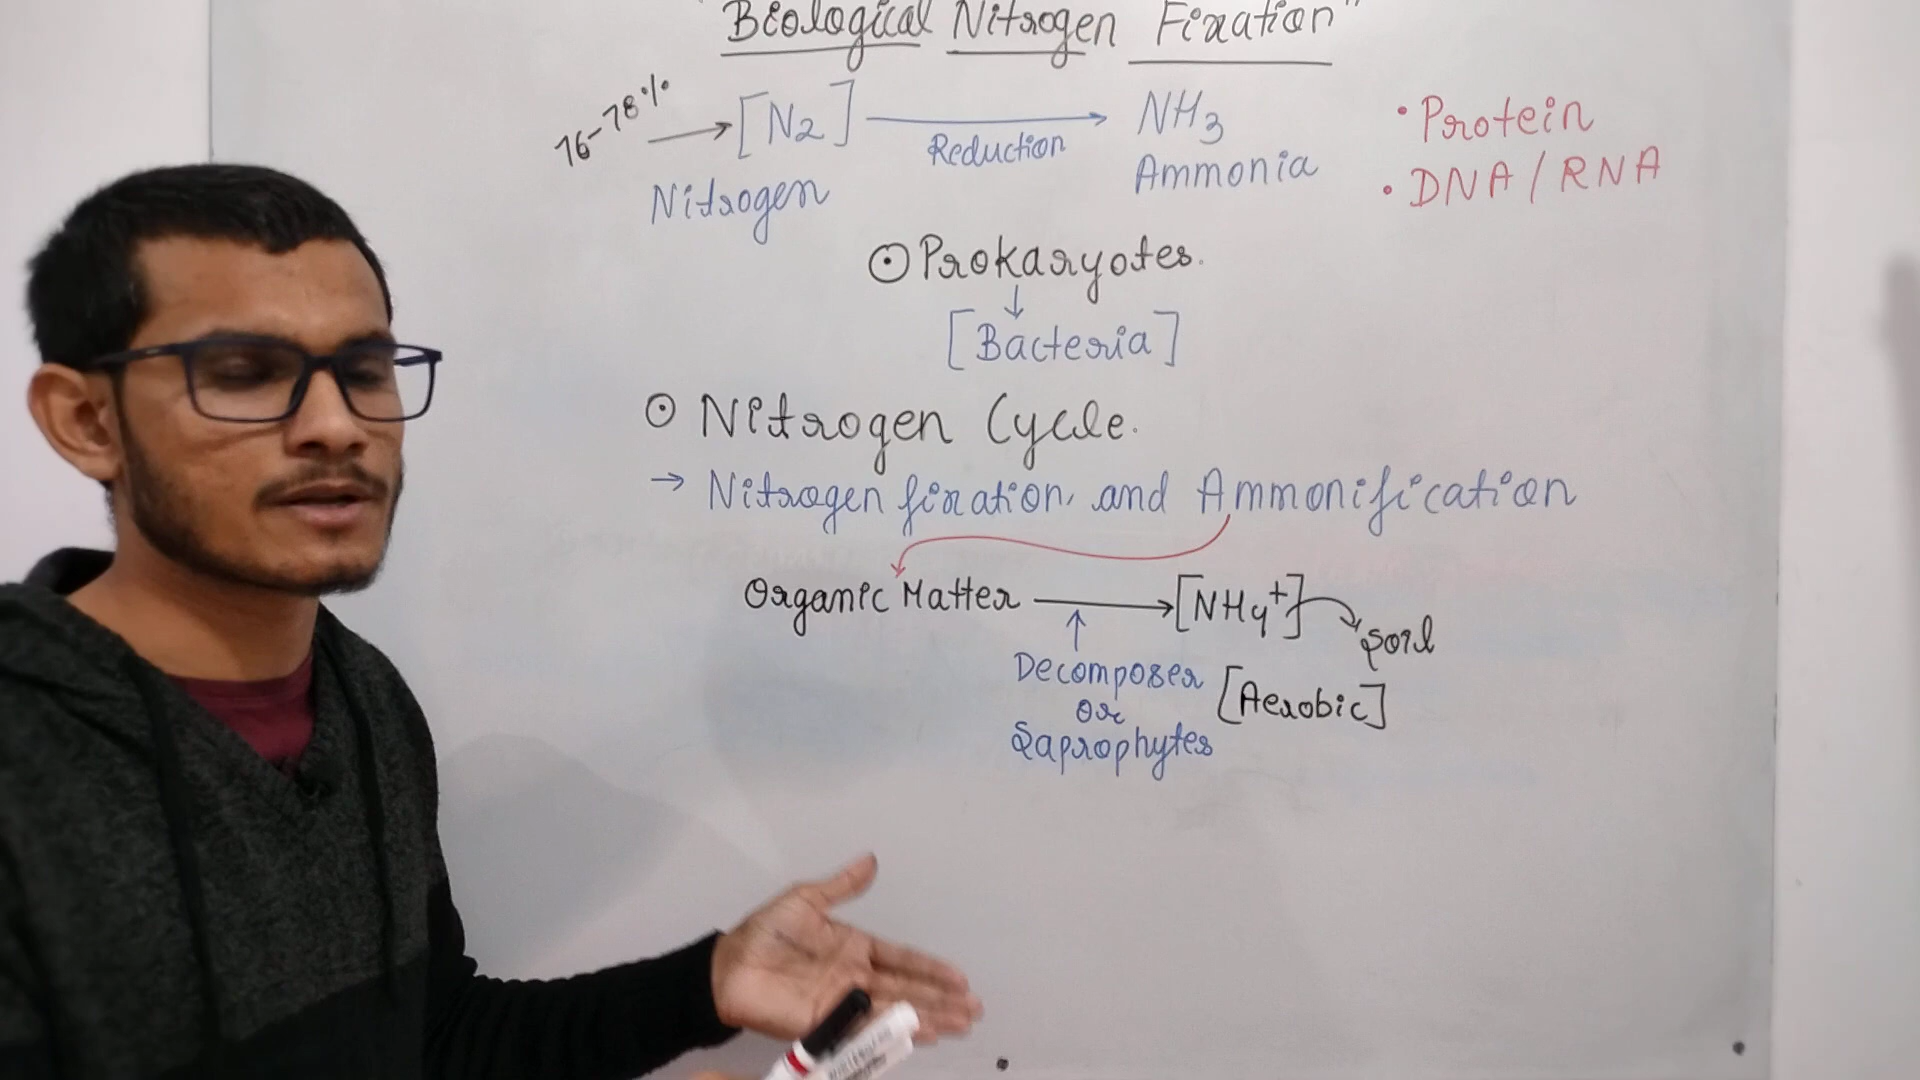 "Biological Nitrogen Fixation"
76-78% → [N2] → NH3
Reduction
Nitrogen
Ammonia
• Protein
• DNA/RNA
⊙ Prokaryotes.
↓
[Bacteria]
⊙ Nitrogen Cycle.
→ Nitrogen fixation, and Ammonification
Organic Matter → [NH4+] → Soil
↑
Decomposer
or
Saprophytes
[Aerobic]